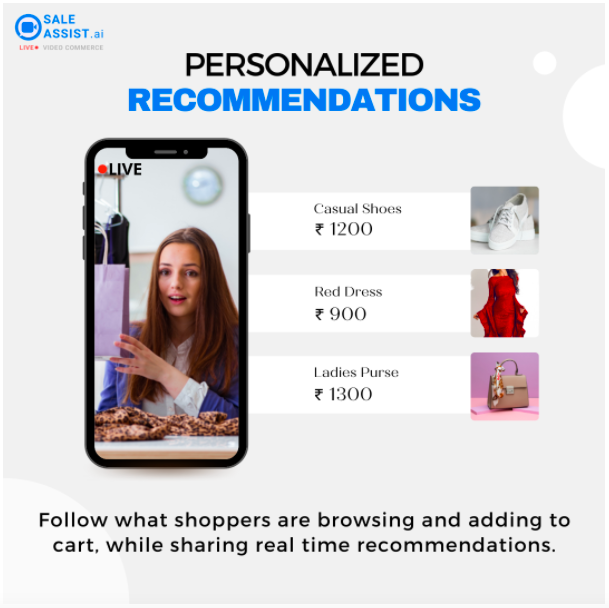 SALE
ASSIST.ai
LIVE● VIDEO COMMERCE
PERSONALIZED
RECOMMENDATIONS
LIVE
Casual Shoes
₹ 1200
Red Dress
₹ 900
Ladies Purse
₹ 1300
Follow what shoppers are browsing and adding to
cart, while sharing real time recommendations.